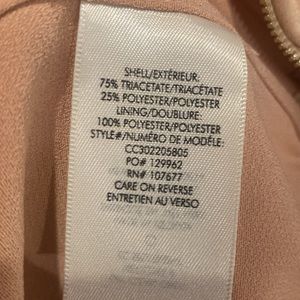 SHELL/EXTÉRIEUR:
75% TRIACETATE/TRIACÉTATE
25% POLYESTER/POLYESTER
LINING/DOUBLURE:
100% POLYESTER/POLYESTER
STYLE#/NUMÉRO DE MODÈLE:
CC302205805
PO# 129962
RN# 107677
CARE ON REVERSE
ENTRETIEN AU VERSO